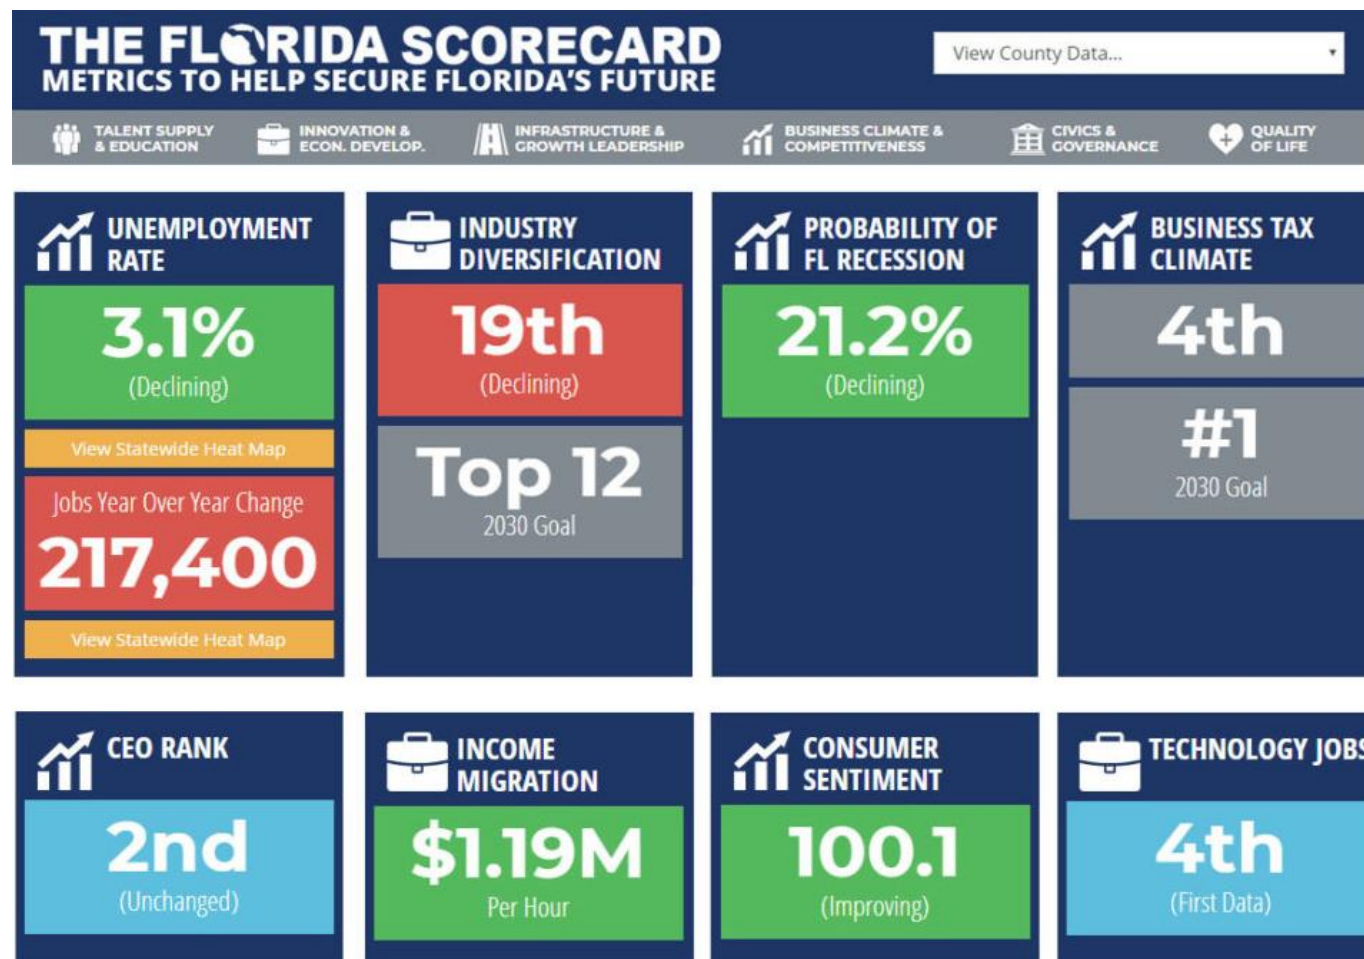 THE FLORIDA SCORECARD
METRICS TO HELP SECURE FLORIDA'S FUTURE
View County Data...
TALENT SUPPLY
& EDUCATION
INNOVATION &
ECON. DEVELOP.
INFRASTRUCTURE &
GROWTH LEADERSHIP
BUSINESS CLIMATE &
COMPETITIVENESS
CIVICS &
GOVERNANCE
QUALITY
OF LIFE
UNEMPLOYMENT
RATE
3.1%
(Declining)
View Statewide Heat Map
Jobs Year Over Year Change
217,400
View Statewide Heat Map
INDUSTRY
DIVERSIFICATION
19th
(Declining)
Top 12
2030 Goal
PROBABILITY OF
FL RECESSION
21.2%
(Declining)
BUSINESS TAX
CLIMATE
4th
#1
2030 Goal
CEO RANK
2nd
(Unchanged)
INCOME
MIGRATION
$1.19M
Per Hour
CONSUMER
SENTIMENT
100.1
(Improving)
TECHNOLOGY JOBS
4th
(First Data)